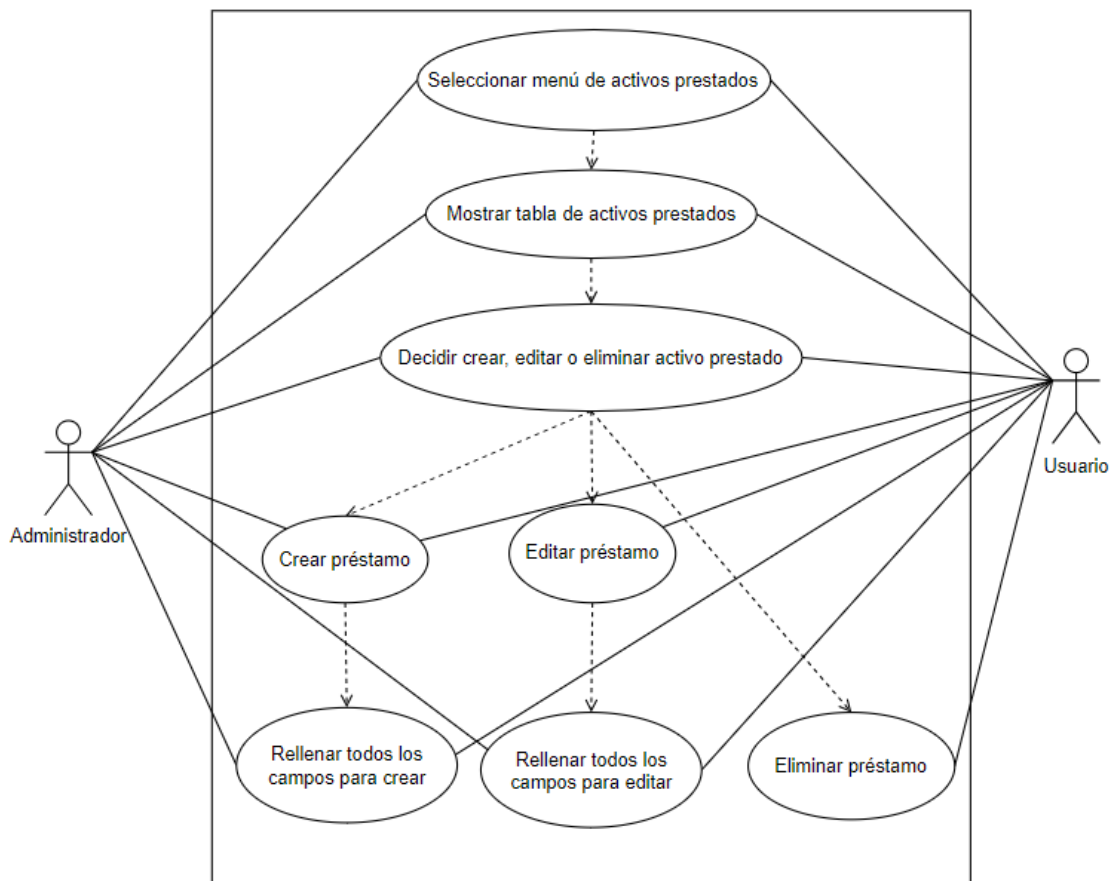 Seleccionar menú de activos prestados
Mostrar tabla de activos prestados
Decidir crear, editar o eliminar activo prestado
Usuario
Administrador
Crear préstamo
Editar préstamo
Rellenar todos los
campos para crear
Rellenar todos los
campos para editar
Eliminar préstamo